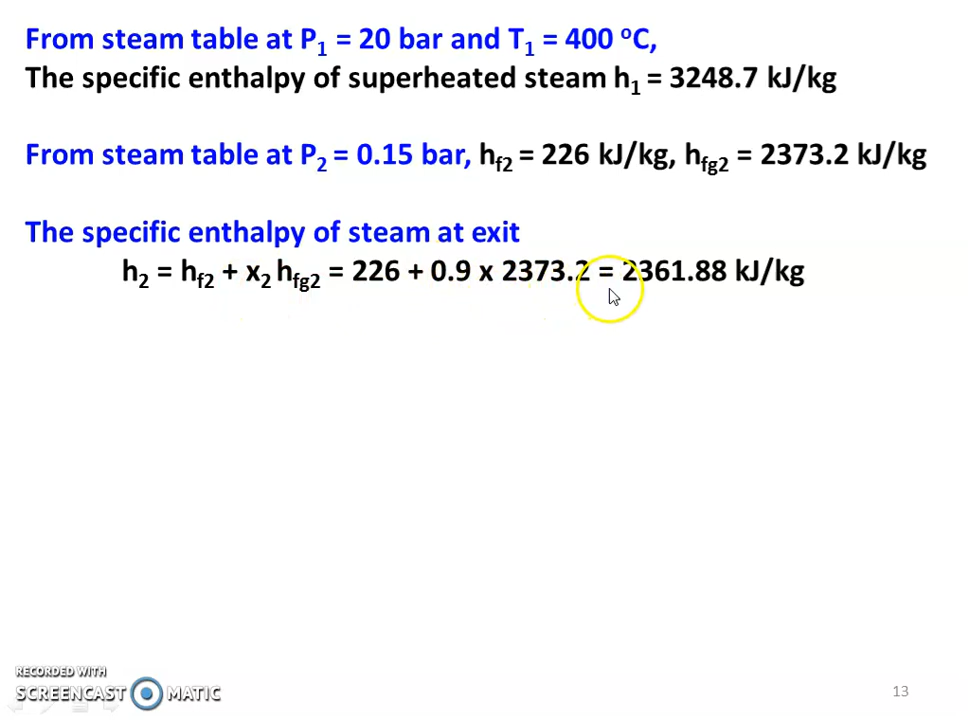 From steam table at P₁ = 20 bar and T₁ = 400 ᵒC,
The specific enthalpy of superheated steam h₁ = 3248.7 kJ/kg
From steam table at P₂ = 0.15 bar, hf2 = 226 kJ/kg, hfg2 = 2373.2 kJ/kg
The specific enthalpy of steam at exit
h₂ = hf2 + x₂ hfg2 = 226 + 0.9 x 2373.2 = 2361.88 kJ/kg
RECORDED WITH
SCREENCAST MATIC
13